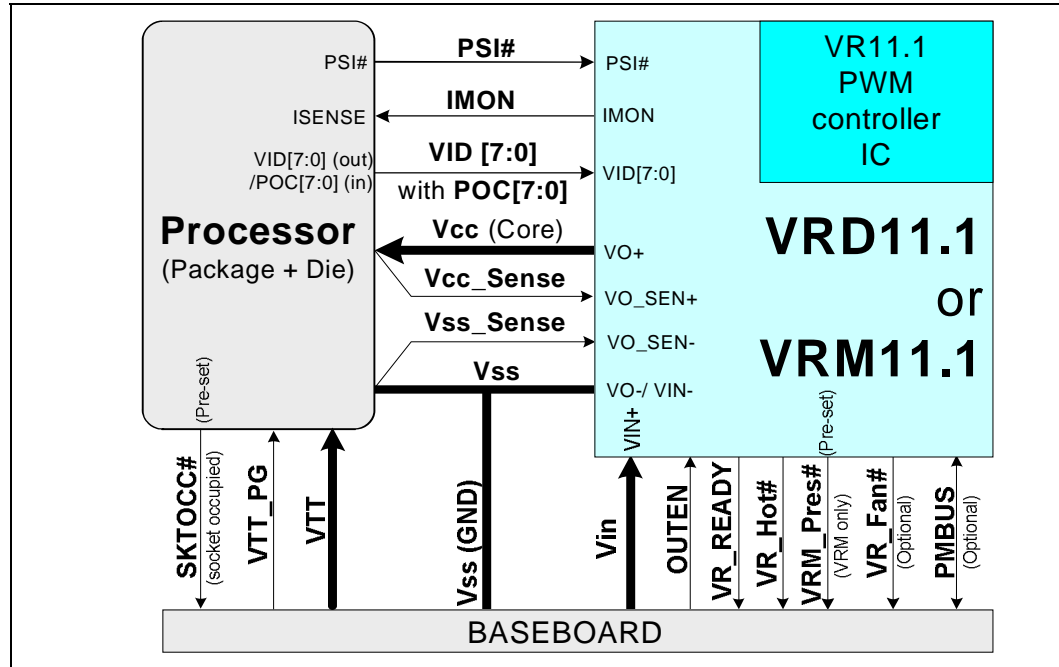 PSI#
PSI#
PSI#
VR11.1
PWM
controller
IC
ISENSE
IMON
IMON
VID[7:0] (out)
/POC[7:0] (in)
VID [7:0]
with POC[7:0]
VID[7:0]
Processor
(Package + Die)
Vcc (Core)
VO+
VRD11.1
or
VRM11.1
Vcc_Sense
VO_SEN+
Vss_Sense
VO_SEN-
Vss
VO-/ VIN-
VIN+
(Pre-set)
(Pre-set)
SKTOCC#
(socket occupied)
VTT_PG
VTT
Vss (GND)
Vin
OUTEN
VR_READY
VR_Hot#
VRM_Pres#
(VRM only)
VR_Fan#
(Optional)
PMBUS
(Optional)
BASEBOARD